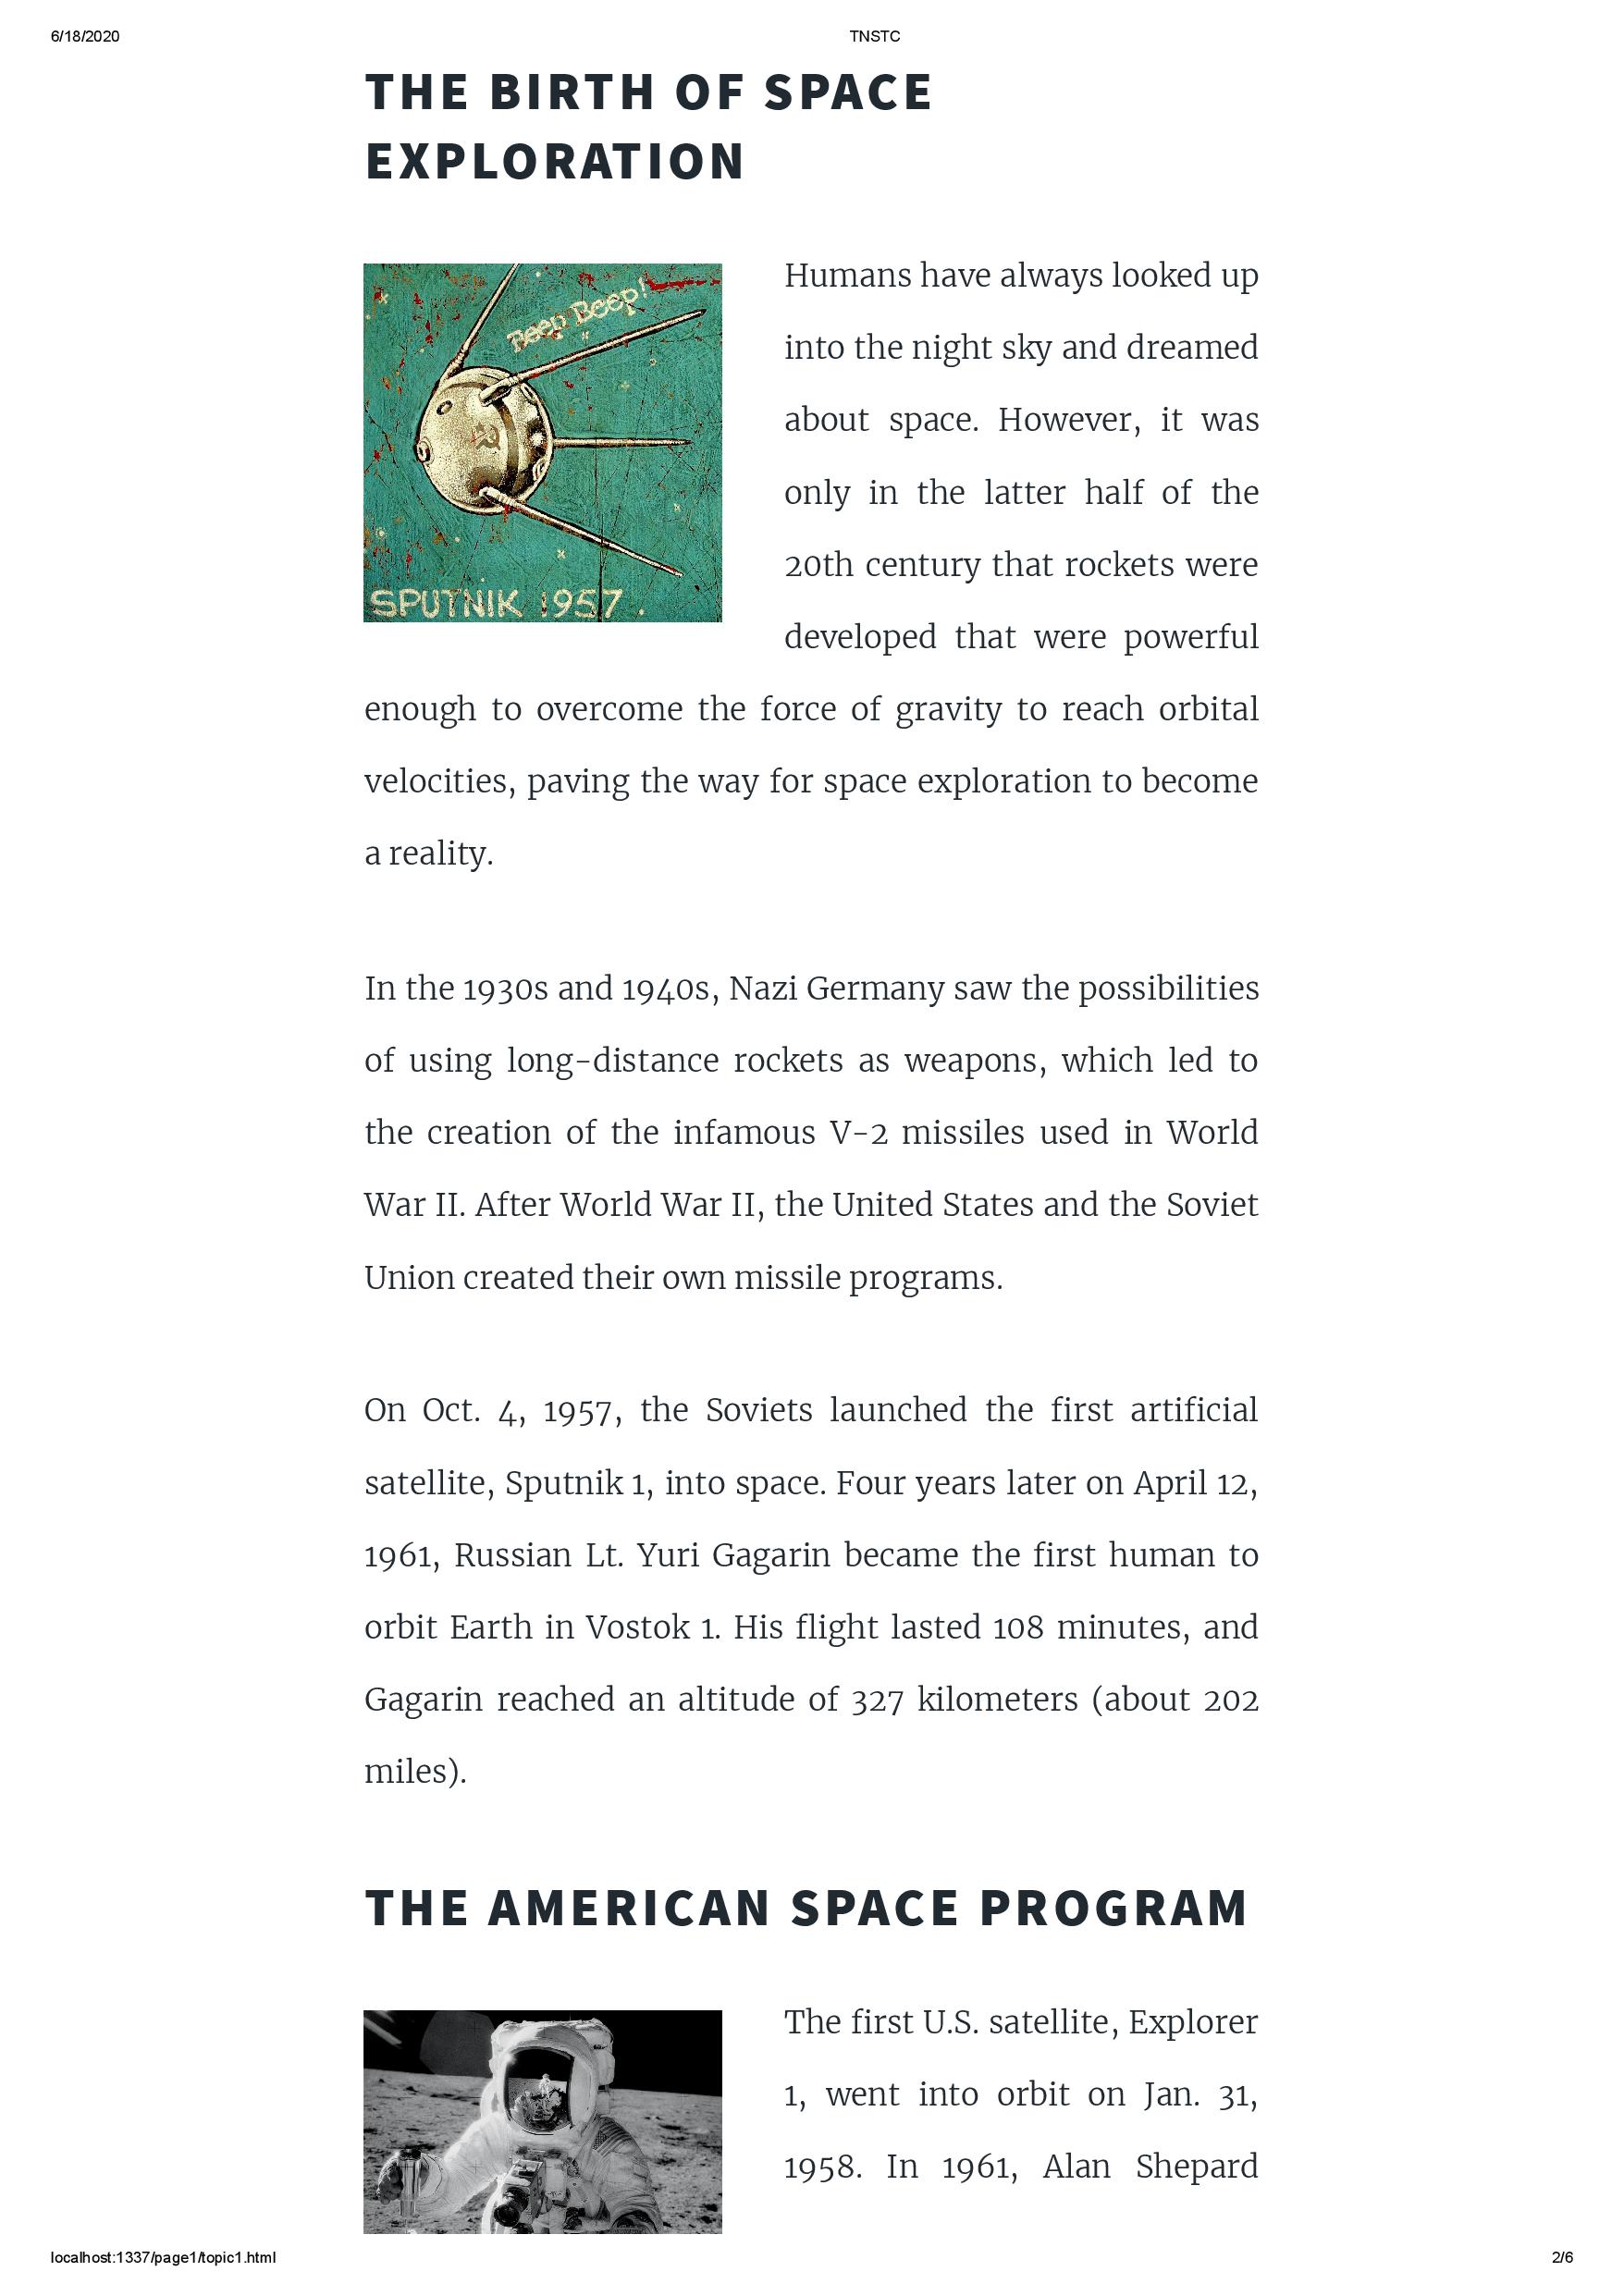 6/18/2020
TNSTC
THE BIRTH OF SPACE
EXPLORATION
Beep Beep!
SPUTNIK 1957.
Humans have always looked up
into the night sky and dreamed
about space. However, it was
only in the latter half of the
20th century that rockets were
developed that were powerful
enough to overcome the force of gravity to reach orbital
velocities, paving the way for space exploration to become
a reality.
In the 1930s and 1940s, Nazi Germany saw the possibilities
of using long-distance rockets as weapons, which led to
the creation of the infamous V-2 missiles used in World
War II. After World War II, the United States and the Soviet
Union created their own missile programs.
On Oct. 4, 1957, the Soviets launched the first artificial
satellite, Sputnik 1, into space. Four years later on April 12,
1961, Russian Lt. Yuri Gagarin became the first human to
orbit Earth in Vostok 1. His flight lasted 108 minutes, and
Gagarin reached an altitude of 327 kilometers (about 202
miles).
THE AMERICAN SPACE PROGRAM
The first U.S. satellite, Explorer
1, went into orbit on Jan. 31,
1958. In 1961, Alan Shepard
localhost:1337/page1/topic1.html
2/6